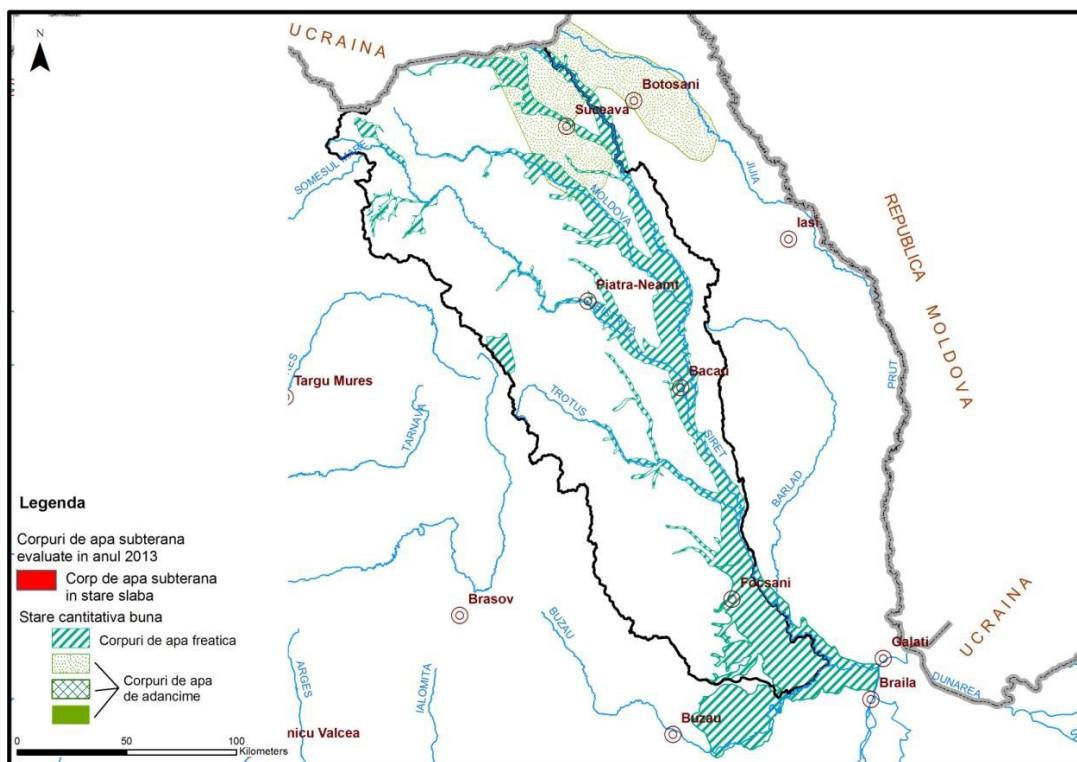 N
UCRAINA
Botosani
Suceava
SOMESUL MARE
MOLDOVA
JIJIA
Iasi
REPUBLICA MOLDOVA
Piatra-Neamt
Targu Mures
TARNAVA
TROTUS
Bacau
SIRET
PRUT
BARLAD
Focsani
Brasov
BUZAU
Galati
UCRAINA
Braila
DUNAREA
ARGES
IALOMITA
Buzau
nicu Valcea
Legenda
Corpuri de apa subterana
evaluate in anul 2013
Corp de apa subterana
in stare slaba
Stare cantitativa buna
Corpuri de apa freatica
Corpuri de apa
de adancime
0 50 100
Kilometers